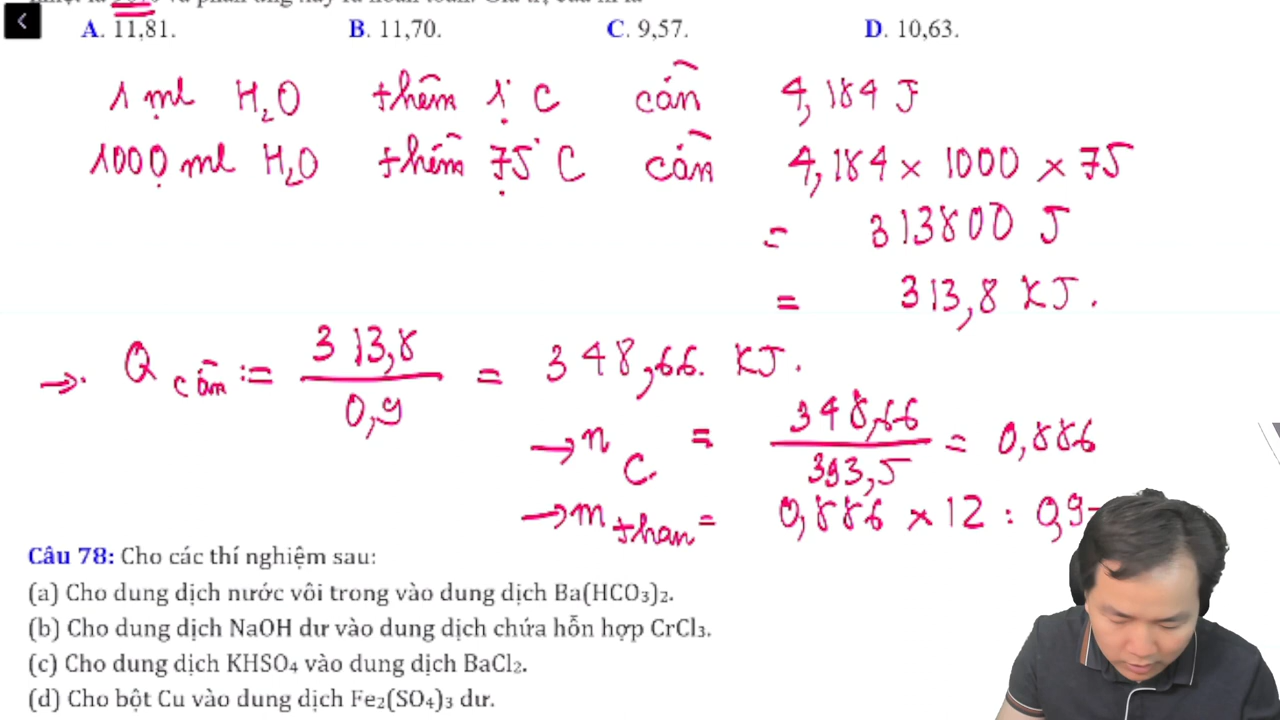 A. 11,81. B. 11,70. C. 9,57. D. 10,63.
1 ml H₂O thêm 1°C cần 4,184 J
1000 ml H₂O thêm 75°C cần 4,184 × 1000 × 75
= 313800 J
= 313,8 KJ.
→ Q cần := 313,8 / 0,9 = 348,66. KJ.
→ n C = 348,66 / 393,5 = 0,886
→ m than = 0,886 × 12 : 0,9
Câu 78: Cho các thí nghiệm sau:
(a) Cho dung dịch nước vôi trong vào dung dịch Ba(HCO₃)₂.
(b) Cho dung dịch NaOH dư vào dung dịch chứa hỗn hợp CrCl₃.
(c) Cho dung dịch KHSO₄ vào dung dịch BaCl₂.
(d) Cho bột Cu vào dung dịch Fe₂(SO₄)₃ dư.